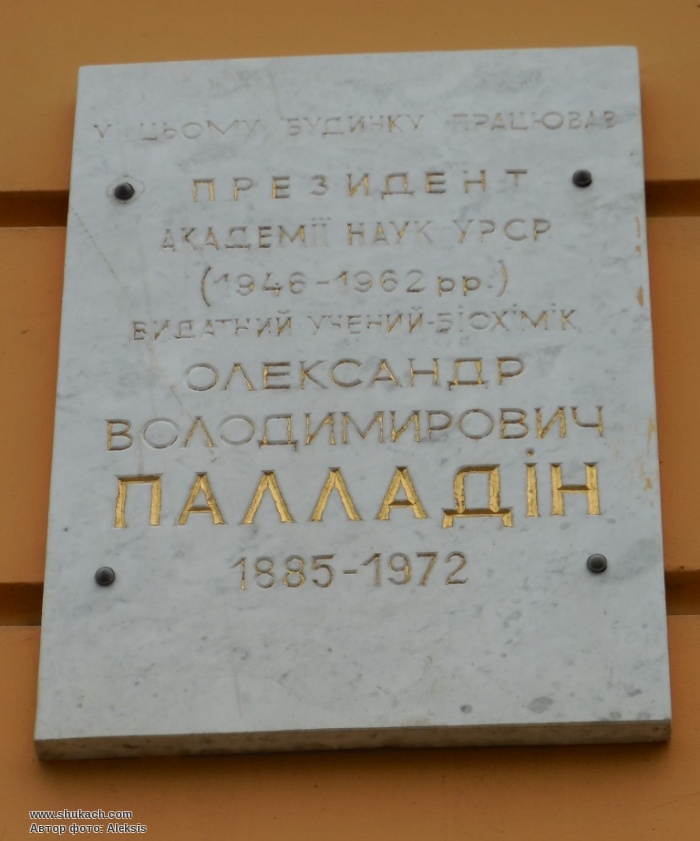 У ЦЬОМУ БУДИНКУ ПРАЦЮВАВ
ПРЕЗИДЕНТ
АКАДЕМІЇ НАУК УРСР
(1946-1962 рр.)
ВИДАТНИЙ УЧЕНИЙ-БІОХІМІК
ОЛЕКСАНДР
ВОЛОДИМИРОВИЧ
ПАЛЛАДІН
1885-1972
www.shukach.com
Автор фото: Aleksis